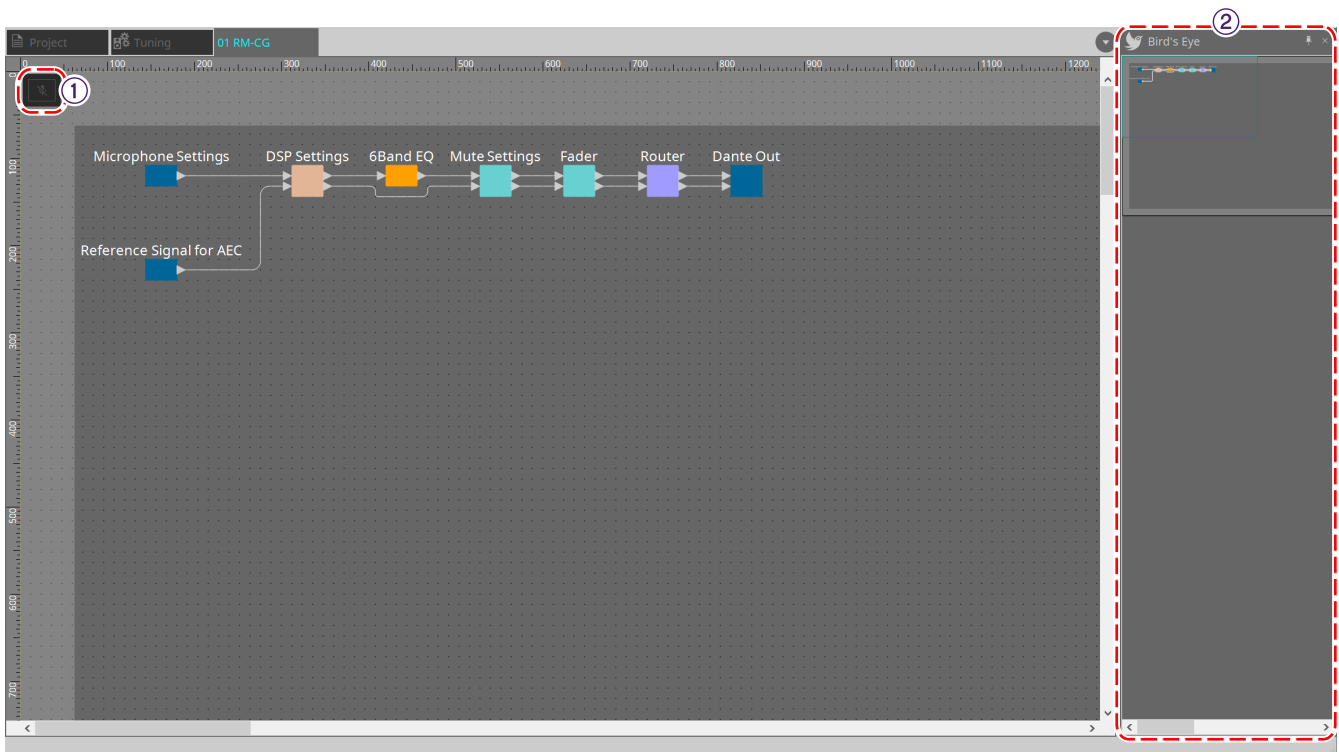 ②
Project Tuning 01 RM-CG Bird's Eye
0 100 200 300 400 500 600 700 800 900 1000 1100 1200
①
Microphone Settings DSP Settings 6Band EQ Mute Settings Fader Router Dante Out
Reference Signal for AEC
0
100
200
300
400
500
600
700